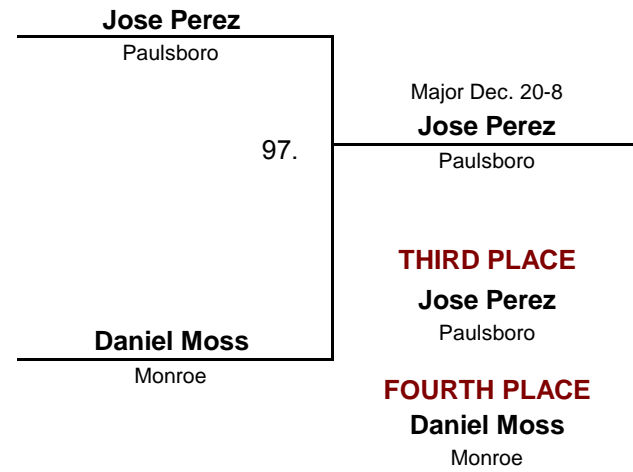 Jose Perez
Paulsboro
Major Dec. 20-8
Jose Perez
97.
Paulsboro
THIRD PLACE
Jose Perez
Paulsboro
Daniel Moss
Monroe
FOURTH PLACE
Daniel Moss
Monroe